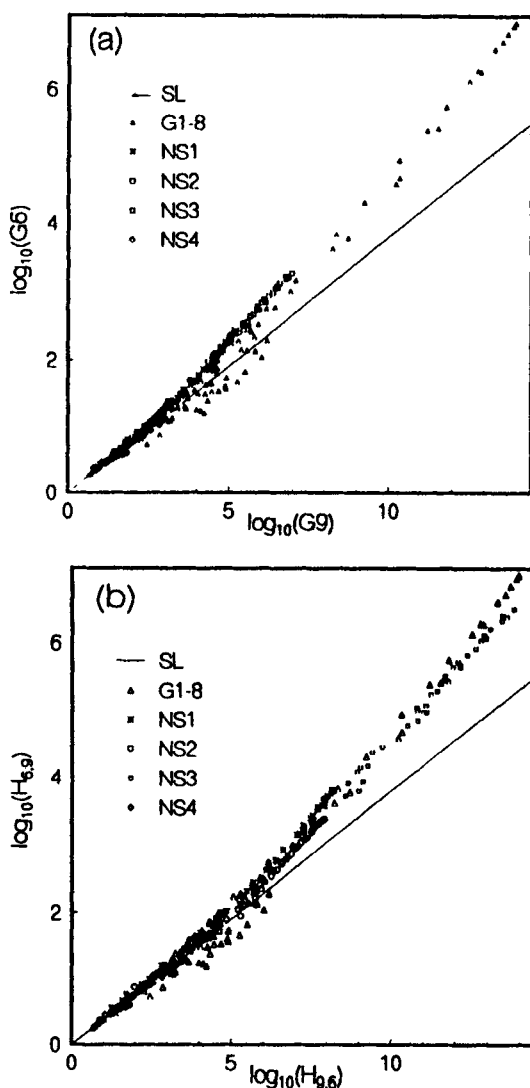 (a)
6
SL
G1-8
NS1
NS2
NS3
NS4
4
log10(G6)
2
0
0
5
10
log10(G9)
(b)
6
SL
G1-8
NS1
NS2
NS3
NS4
4
log10(H6,9)
2
0
0
5
10
log10(H9,6)